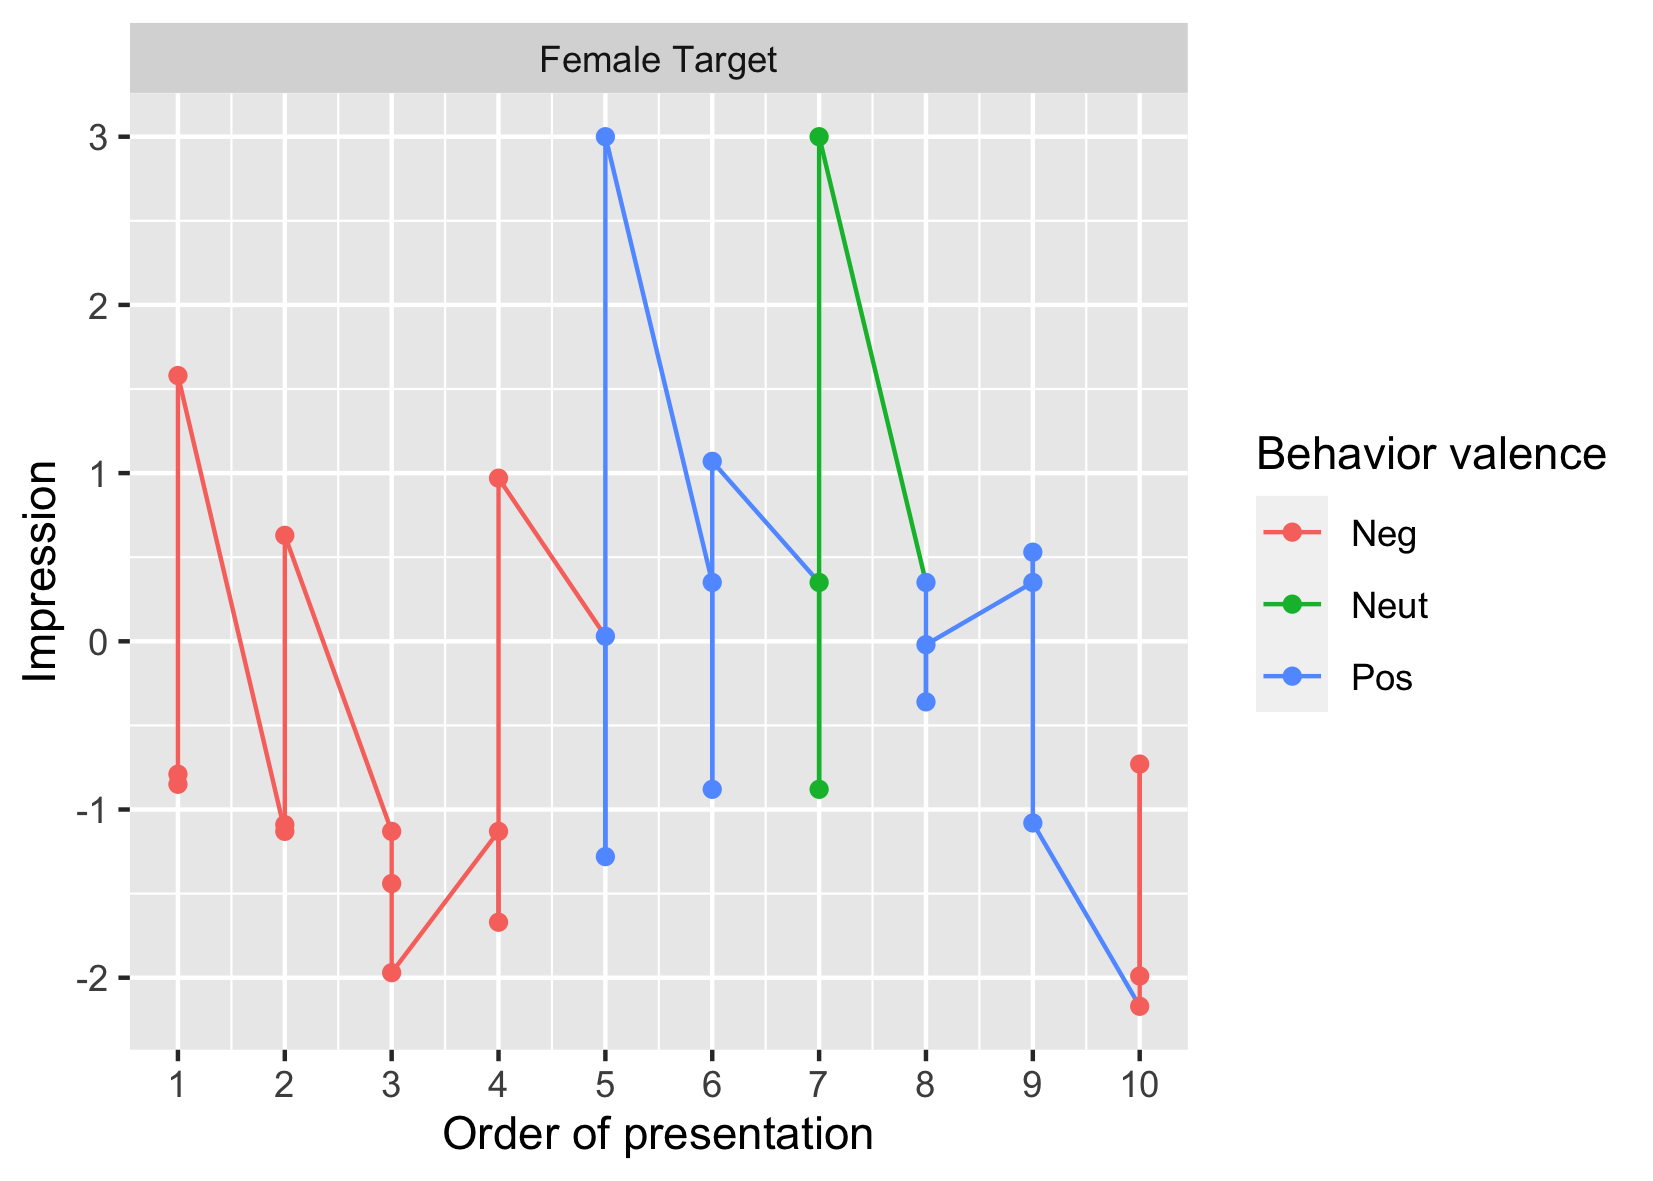 Female Target
3
2
1
0
-1
-2
Impression
1 2 3 4 5 6 7 8 9 10
Order of presentation
Behavior valence
Neg
Neut
Pos